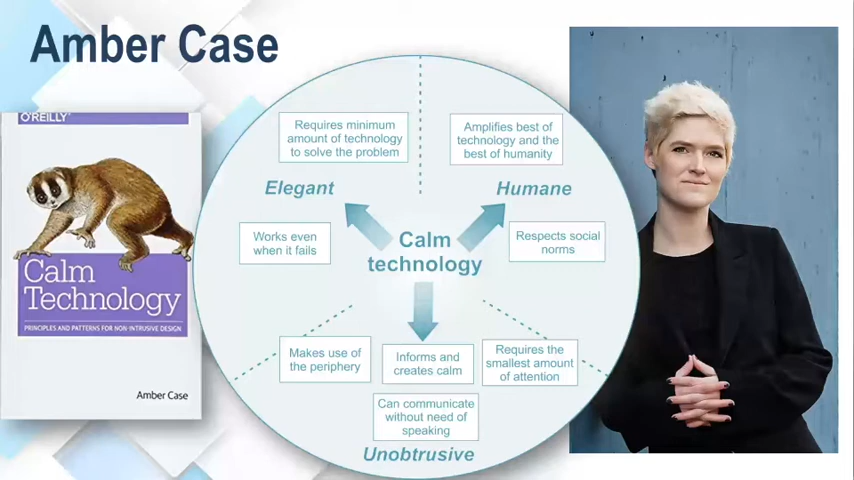 Amber Case
O'REILLY®
Calm
Technology
PRINCIPLES AND PATTERNS FOR NON-INTRUSIVE DESIGN
Amber Case
Requires minimum
amount of technology
to solve the problem
Elegant
Works even
when it fails
Amplifies best of
technology and the
best of humanity
Humane
Respects social
norms
Calm
technology
Makes use of
the periphery
Informs and
creates calm
Requires the
smallest amount
of attention
Can communicate
without need of
speaking
Unobtrusive